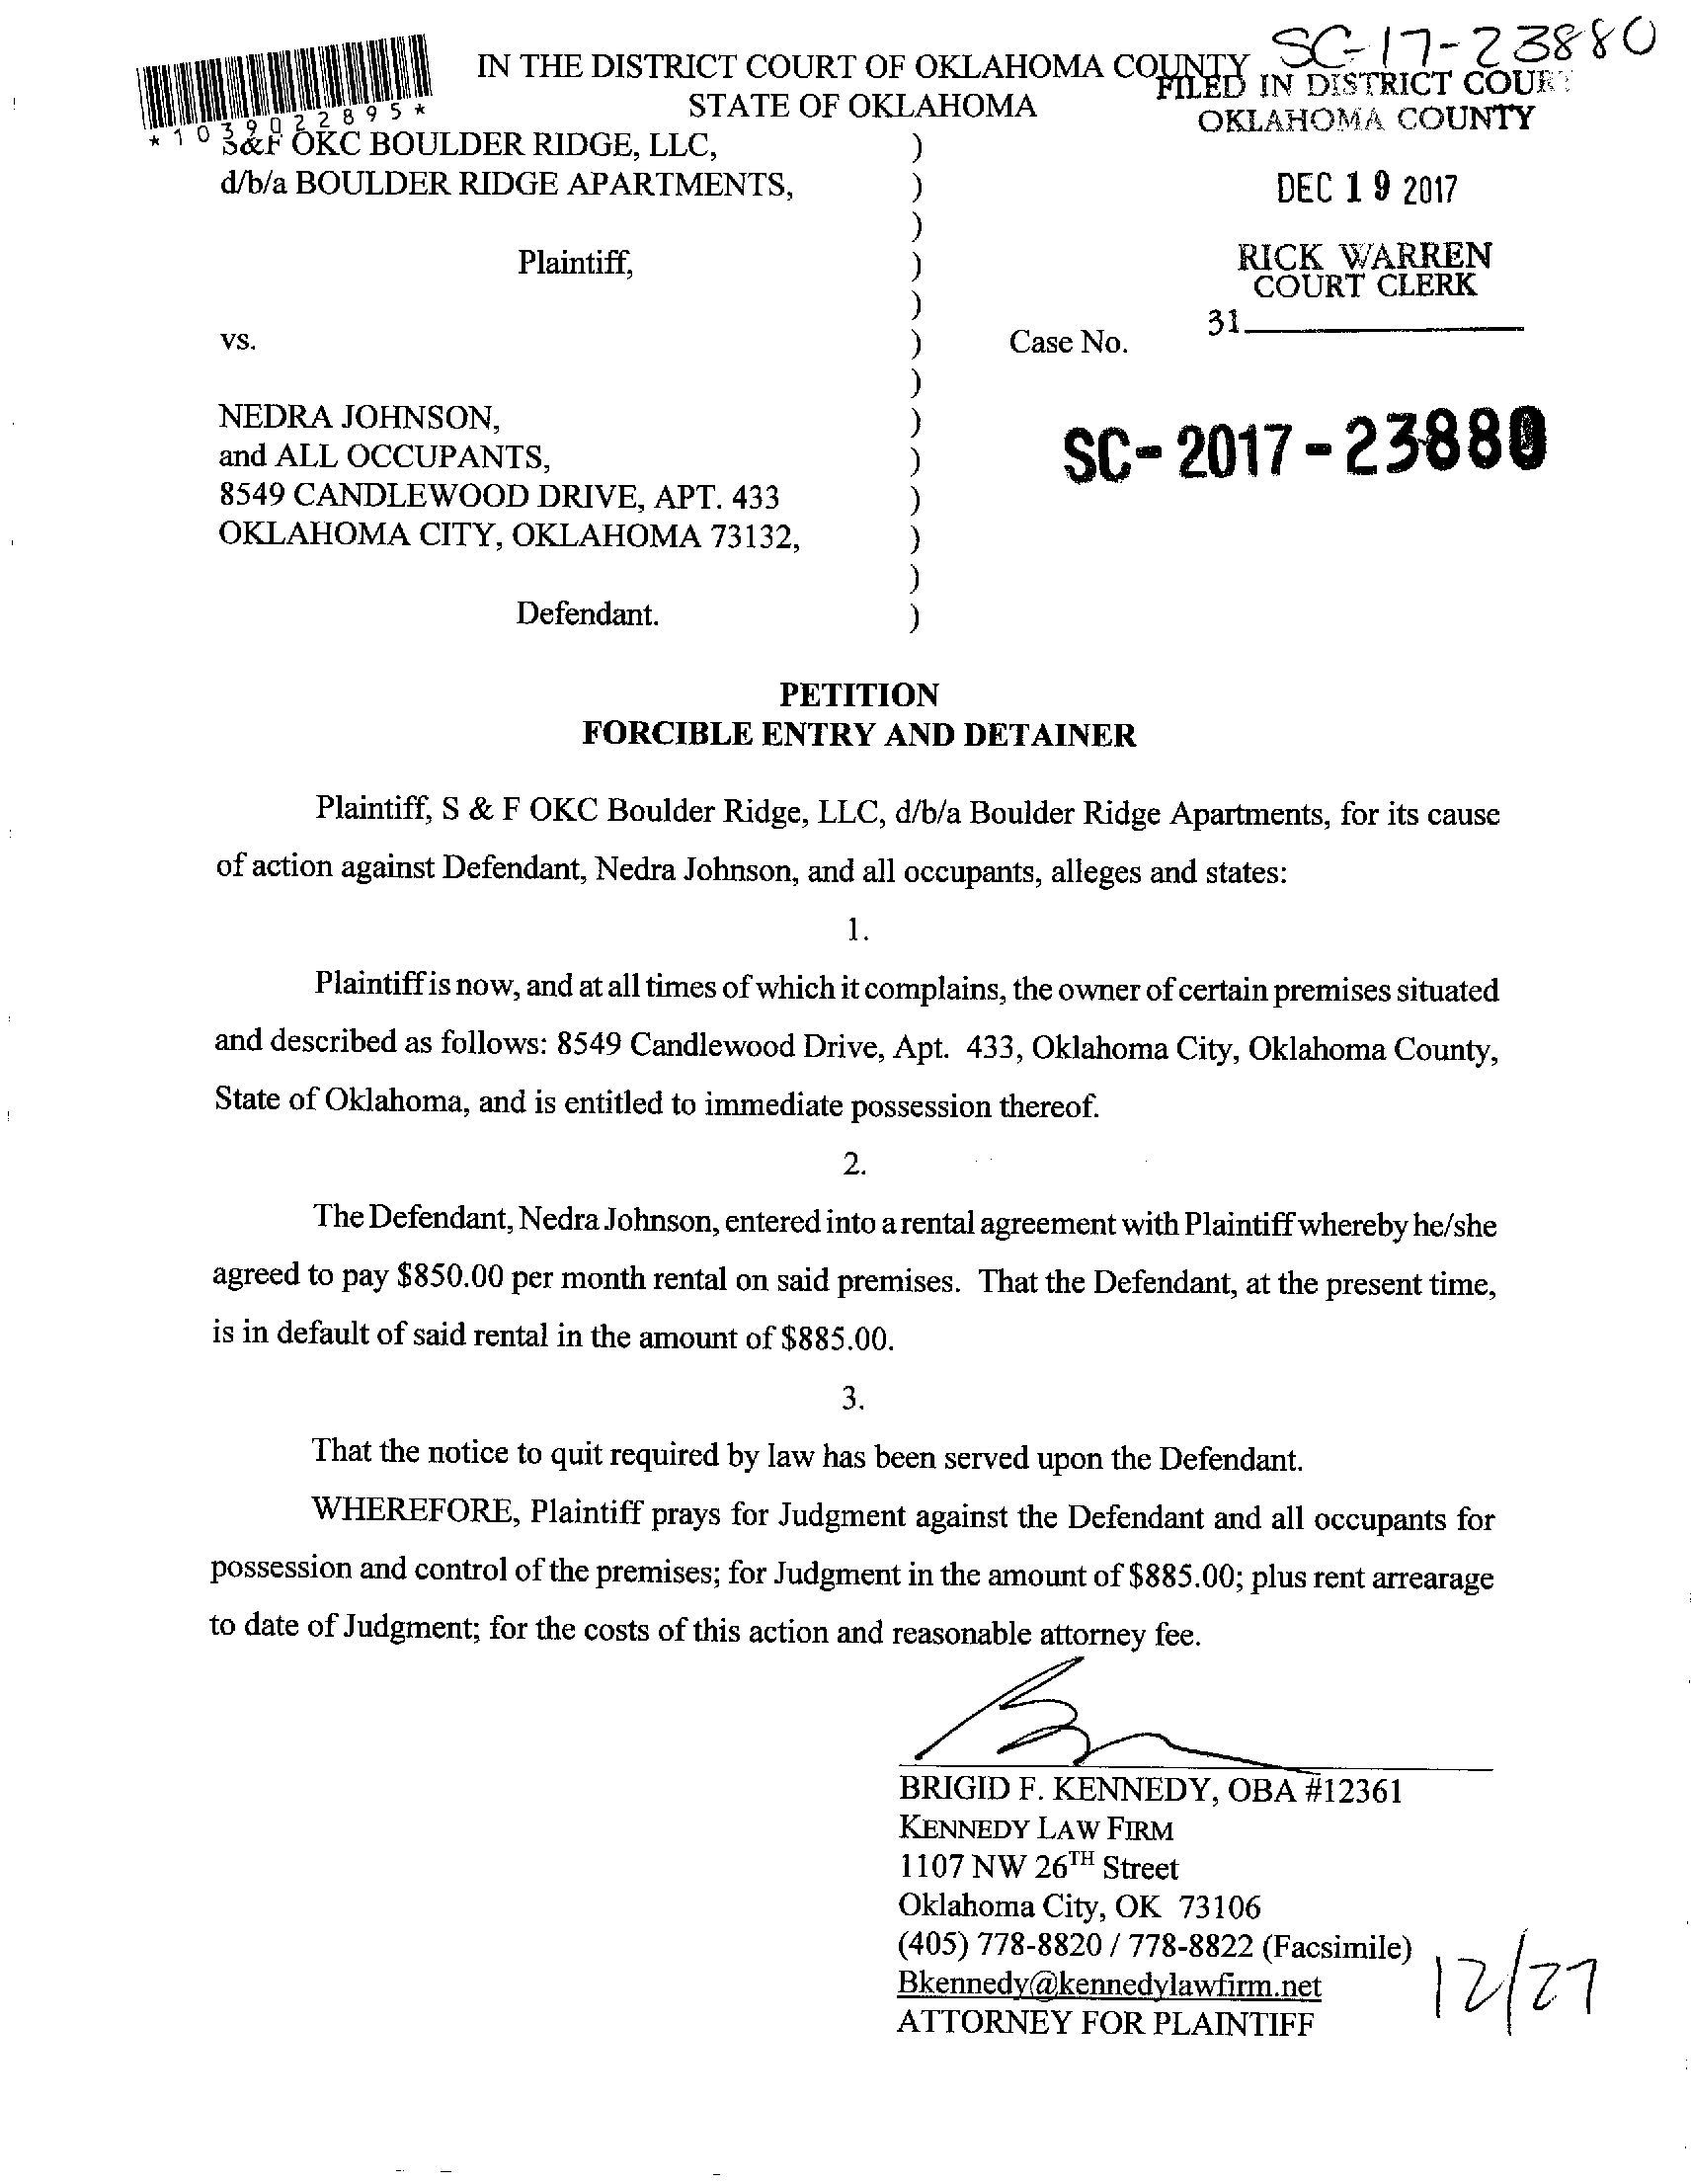 SC-17-23880
IN THE DISTRICT COURT OF OKLAHOMA COUNTY
STATE OF OKLAHOMA
FILED IN DISTRICT COURT
OKLAHOMA COUNTY
*1039022895*
S&F OKC BOULDER RIDGE, LLC, )
d/b/a BOULDER RIDGE APARTMENTS, )
DEC 19 2017
)
Plaintiff, )
RICK WARREN
COURT CLERK
)
31
vs. ) Case No.
)
NEDRA JOHNSON, )
and ALL OCCUPANTS, )
SC-2017-23880
8549 CANDLEWOOD DRIVE, APT. 433 )
OKLAHOMA CITY, OKLAHOMA 73132, )
)
Defendant. )
PETITION
FORCIBLE ENTRY AND DETAINER
Plaintiff, S & F OKC Boulder Ridge, LLC, d/b/a Boulder Ridge Apartments, for its cause
of action against Defendant, Nedra Johnson, and all occupants, alleges and states:
1.
Plaintiff is now, and at all times of which it complains, the owner of certain premises situated
and described as follows: 8549 Candlewood Drive, Apt. 433, Oklahoma City, Oklahoma County,
State of Oklahoma, and is entitled to immediate possession thereof.
2.
The Defendant, Nedra Johnson, entered into a rental agreement with Plaintiff whereby he/she
agreed to pay $850.00 per month rental on said premises. That the Defendant, at the present time,
is in default of said rental in the amount of $885.00.
3.
That the notice to quit required by law has been served upon the Defendant.
WHEREFORE, Plaintiff prays for Judgment against the Defendant and all occupants for
possession and control of the premises; for Judgment in the amount of $885.00; plus rent arrearage
to date of Judgment; for the costs of this action and reasonable attorney fee.
BRIGID F. KENNEDY, OBA #12361
KENNEDY LAW FIRM
1107 NW 26TH Street
Oklahoma City, OK 73106
(405) 778-8820 / 778-8822 (Facsimile)
Bkennedy@kennedylawfirm.net
ATTORNEY FOR PLAINTIFF
12/27